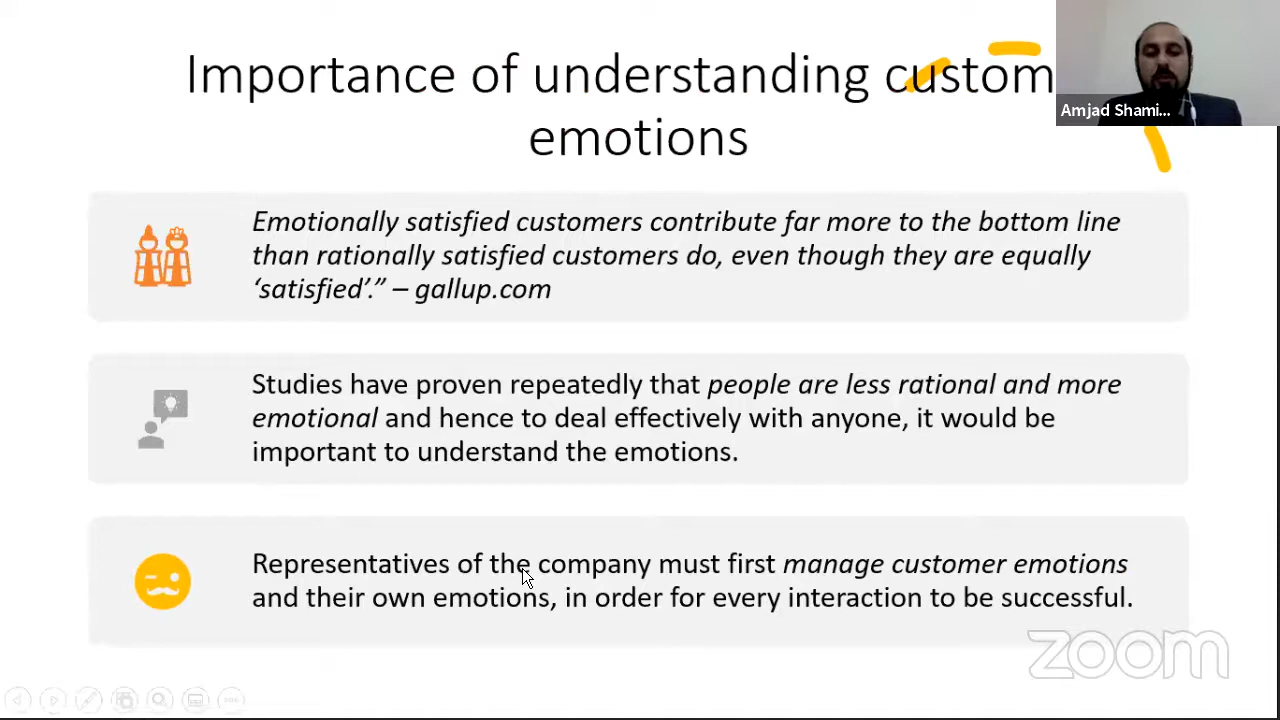 Importance of understanding custom
emotions
Amjad Shami...
Emotionally satisfied customers contribute far more to the bottom line
than rationally satisfied customers do, even though they are equally
‘satisfied’.” – gallup.com
Studies have proven repeatedly that people are less rational and more
emotional and hence to deal effectively with anyone, it would be
important to understand the emotions.
Representatives of the company must first manage customer emotions
and their own emotions, in order for every interaction to be successful.
zoom